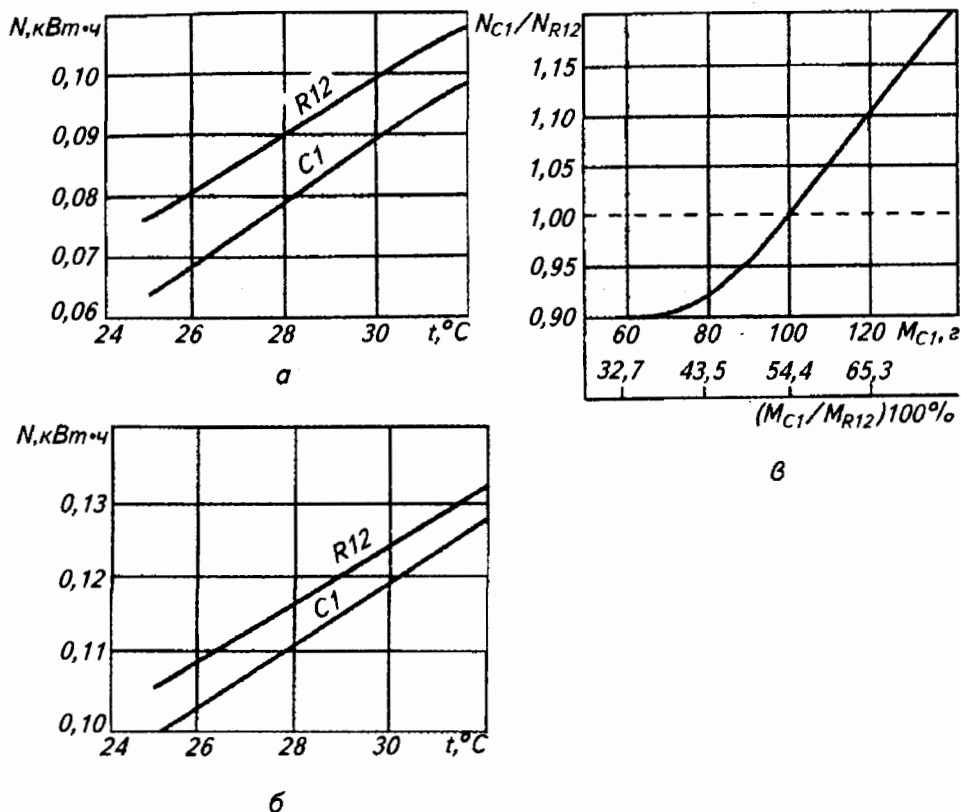 N,кВт•ч
0,10
0,09
0,08
0,07
0,06
R12
C1
24
26
28
30
t,°C
а
N_C1/N_R12
1,15
1,10
1,05
1,00
0,95
0,90
60
80
100
120
M_C1, г
32,7
43,5
54,4
65,3
(M_C1/M_R12)100%
в
N,кВт•ч
0,13
0,12
0,11
0,10
R12
C1
24
26
28
30
t,°C
б